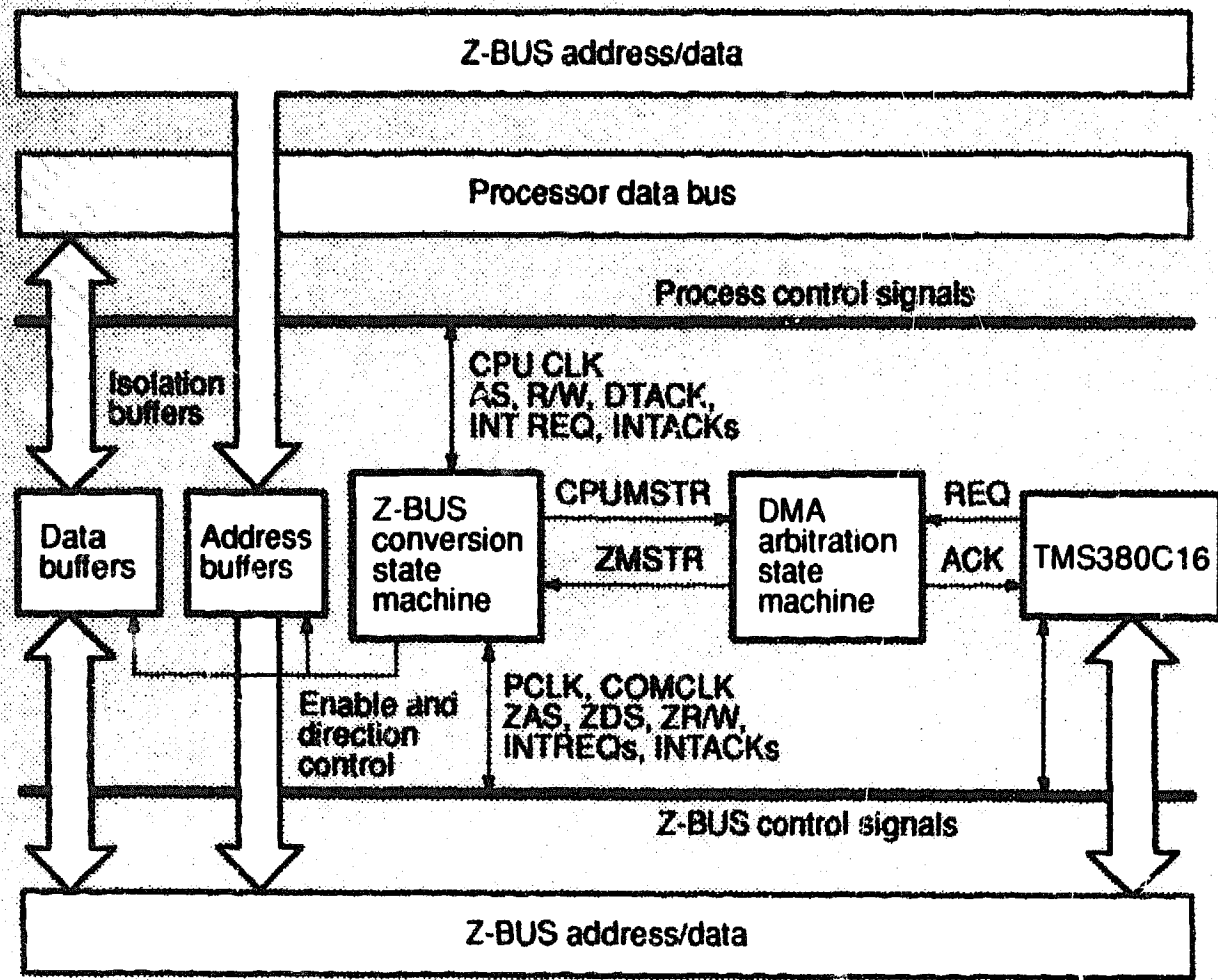 Z-BUS address/data
Processor data bus
Process control signals
Isolation
buffers
CPU CLK
AS, R/W, DTACK,
INT REQ, INTACKs
Data
buffers
Address
buffers
Z-BUS
conversion
state
machine
CPUMSTR
ZMSTR
DMA
arbitration
state
machine
REQ
ACK
TMS380C16
Enable and
direction
control
PCLK, COMCLK
ZAS, ZDS, ZR/W,
INTREQs, INTACKs
Z-BUS control signals
Z-BUS address/data